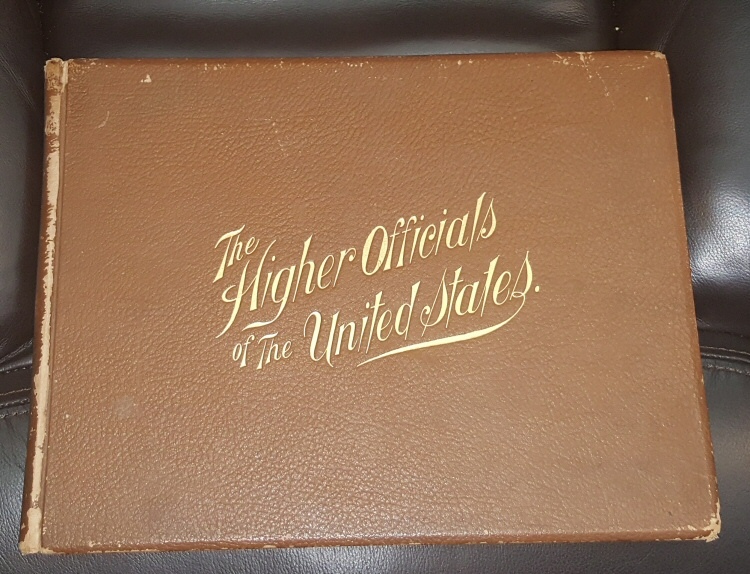 The
Higher Officials
of The United States.